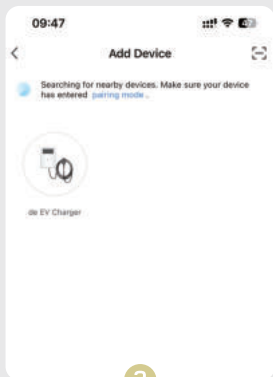 09:47
Add Device
Searching for nearby devices. Make sure your device
has entered pairing mode .
de EV Charger